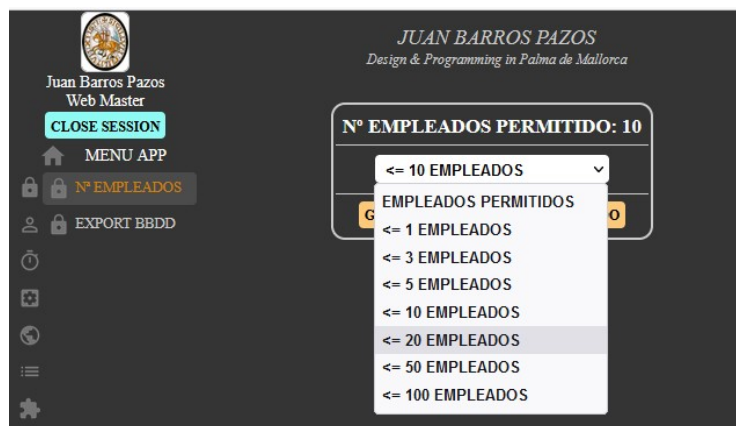 Juan Barros Pazos
Web Master
CLOSE SESSION
MENU APP
Nª EMPLEADOS
EXPORT BBDD
JUAN BARROS PAZOS
Design & Programming in Palma de Mallorca
Nº EMPLEADOS PERMITIDO: 10
<= 10 EMPLEADOS
EMPLEADOS PERMITIDOS
<= 1 EMPLEADOS
<= 3 EMPLEADOS
<= 5 EMPLEADOS
<= 10 EMPLEADOS
<= 20 EMPLEADOS
<= 50 EMPLEADOS
<= 100 EMPLEADOS